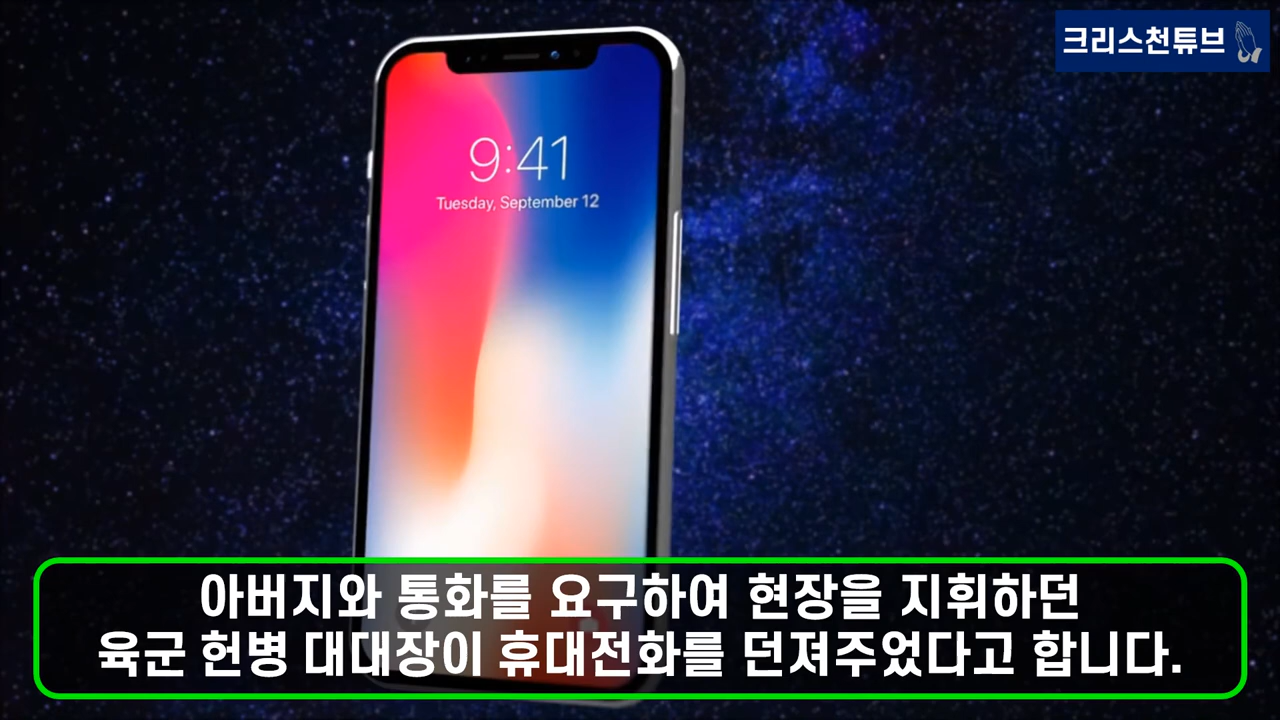 크리스천튜브
9:41
Tuesday, September 12
아버지와 통화를 요구하여 현장을 지휘하던
육군 헌병 대대장이 휴대전화를 던져주었다고 합니다.